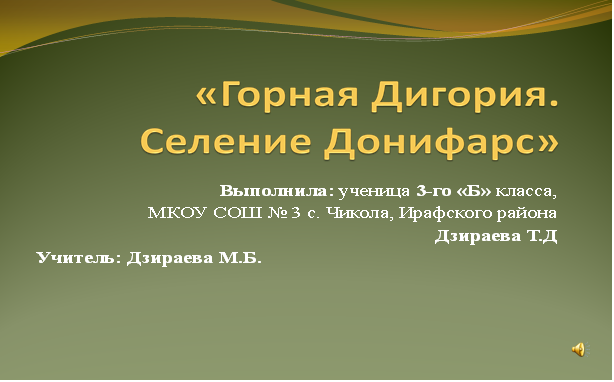 «Горная Дигория.
Селение Донифарс»
Выполнила: ученица 3-го «Б» класса,
МКОУ СОШ № 3 с. Чикола, Ирафского района
Дзираева Т.Д
Учитель: Дзираева М.Б.